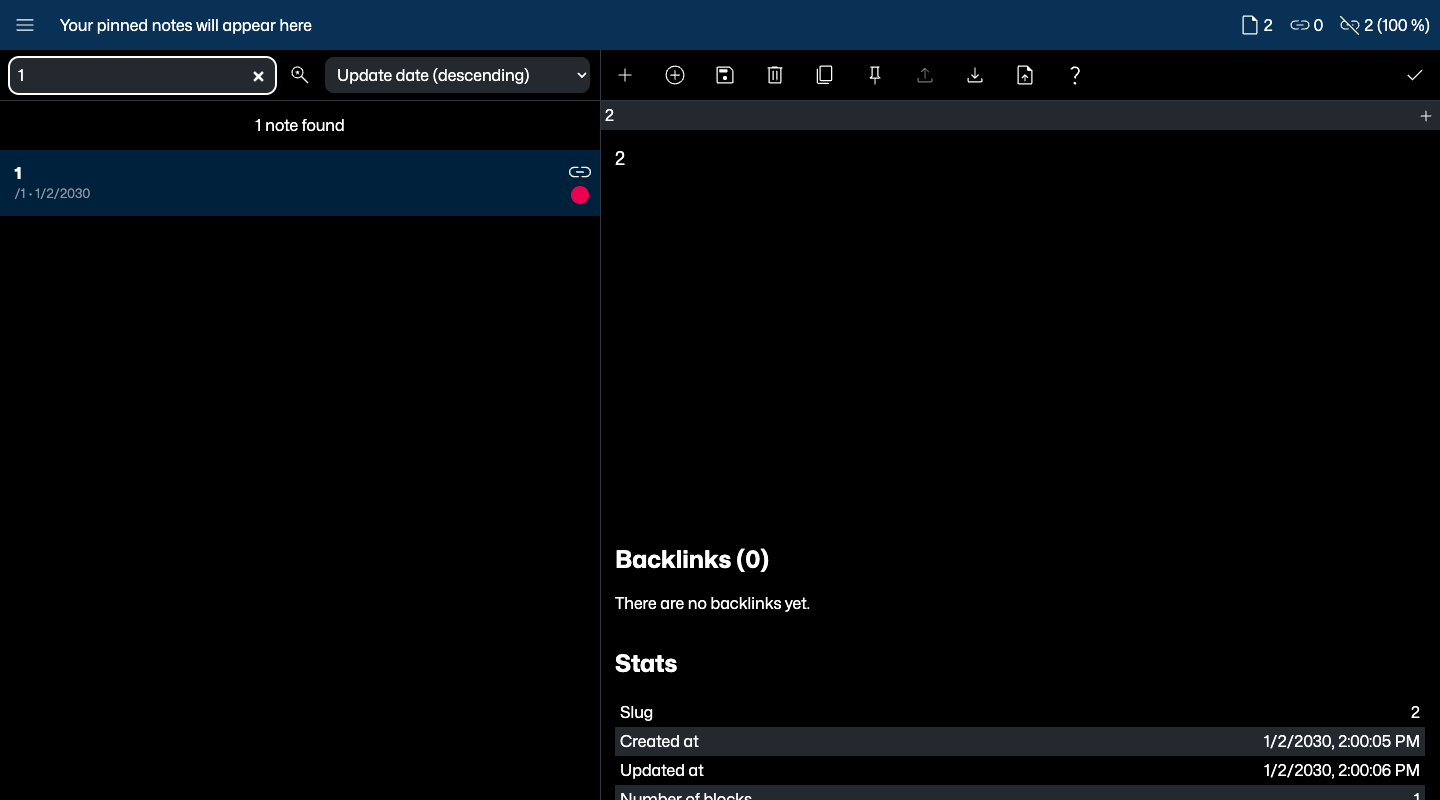 Your pinned notes will appear here
2
0
2 (100 %)
1
Update date (descending)
1 note found
1
/1 • 1/2/2030
2
2
Backlinks (0)
There are no backlinks yet.
Stats
Slug 2
Created at 1/2/2030, 2:00:05 PM
Updated at 1/2/2030, 2:00:06 PM
Number of blocks 1